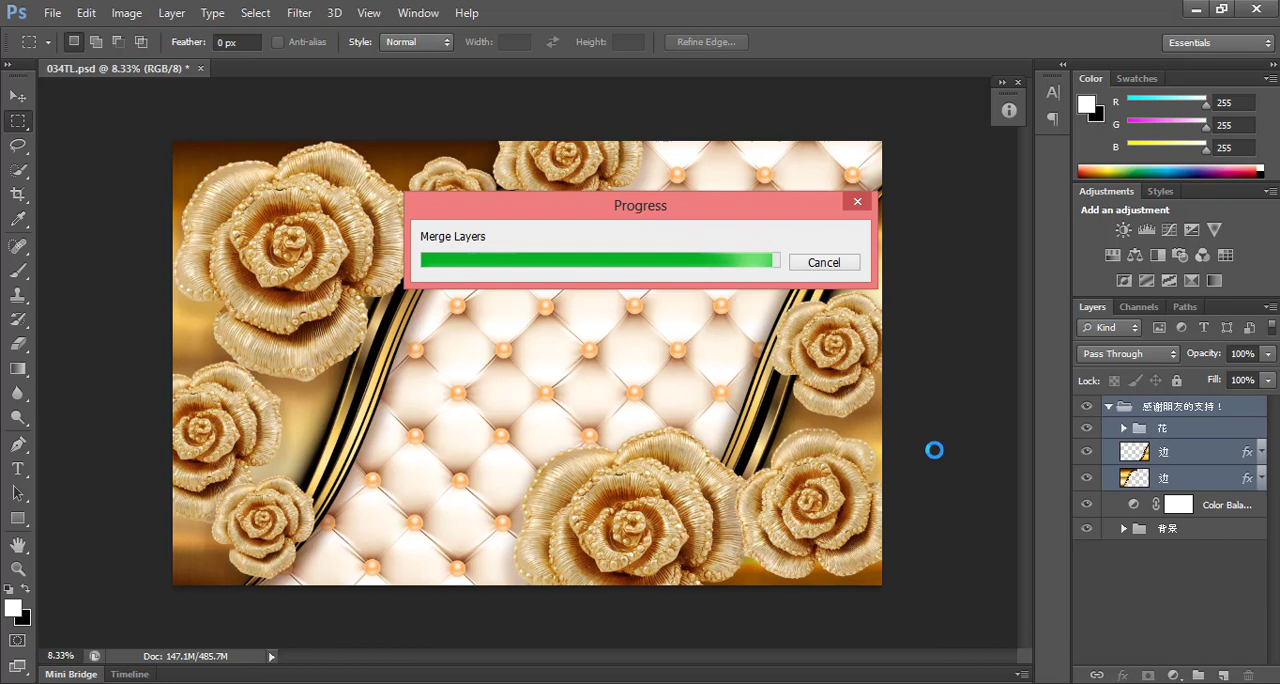 Ps File Edit Image Layer Type Select Filter 3D View Window Help
Feather: 0 px Anti-alias Style: Normal Width: Height: Refine Edge... Essentials
034TL.psd @ 8.33% (RGB/8) * ×
Color Swatches
R 255
G 255
B 255
Adjustments Styles
Add an adjustment
Progress
Merge Layers
Cancel
Layers Channels Paths
Kind
Pass Through Opacity: 100%
Lock: Fill: 100%
感谢朋友的支持！
花
边 fx
边 fx
Color Bala...
背景
8.33% Doc: 147.1M/485.7M
Mini Bridge Timeline